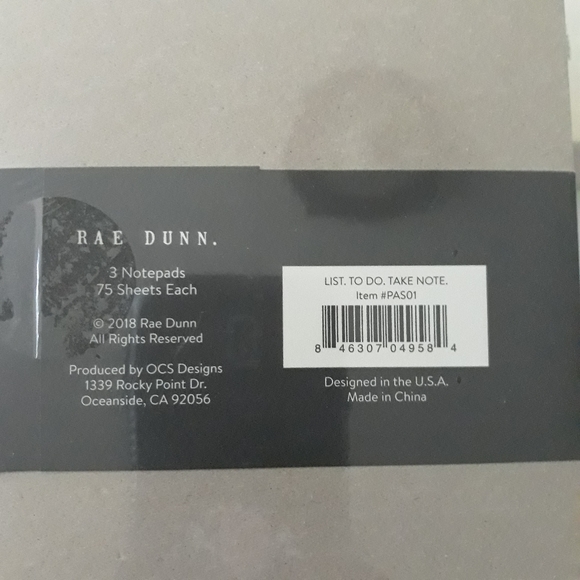 RAE DUNN.
3 Notepads
75 Sheets Each
© 2018 Rae Dunn
All Rights Reserved
Produced by OCS Designs
1339 Rocky Point Dr.
Oceanside, CA 92056
LIST. TO DO. TAKE NOTE.
Item #PAS01
8 46307 04958 4
Designed in the U.S.A.
Made in China